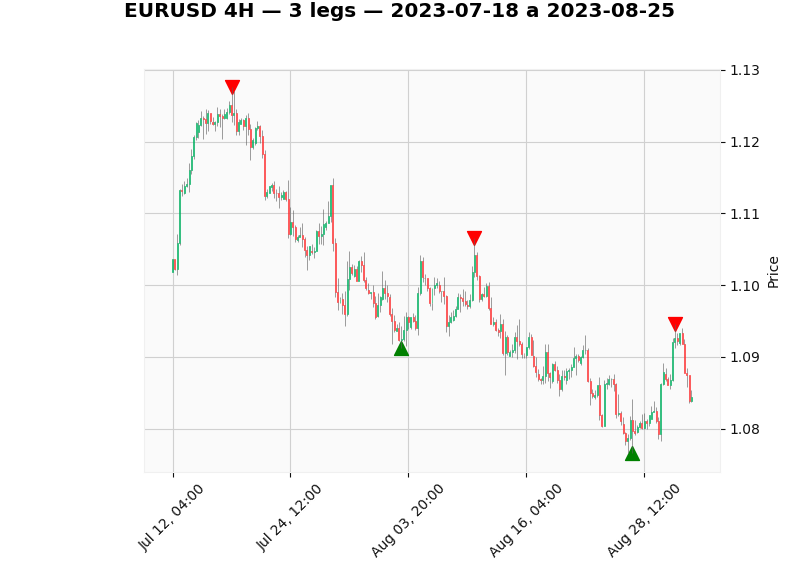 EURUSD 4H — 3 legs — 2023-07-18 a 2023-08-25
1.13
1.12
1.11
1.10
1.09
1.08
Price
Jul 12, 04:00
Jul 24, 12:00
Aug 03, 20:00
Aug 16, 04:00
Aug 28, 12:00